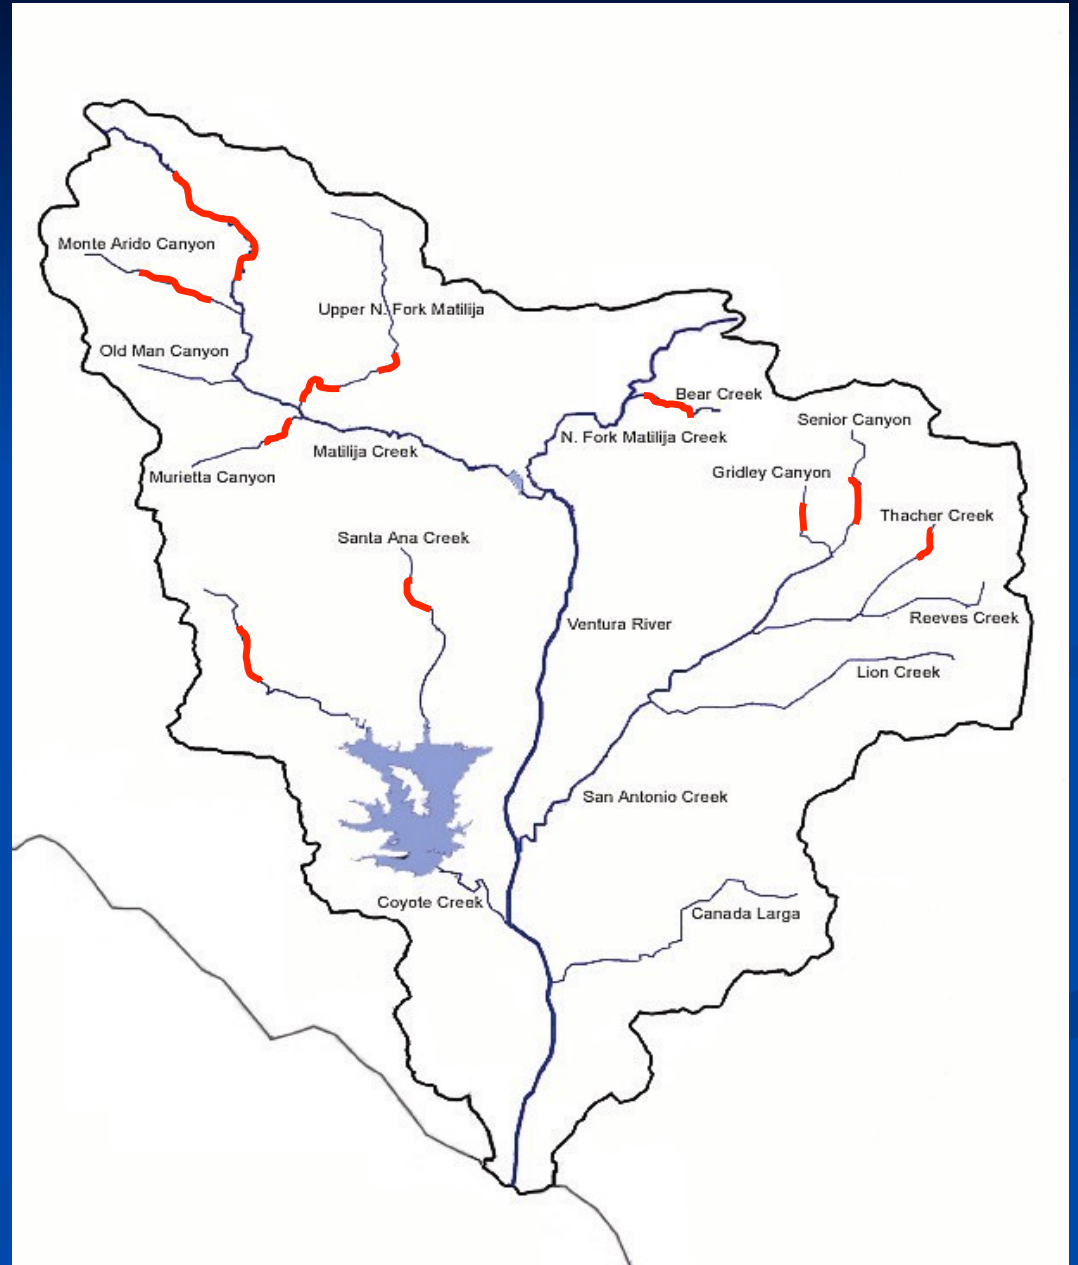 Monte Arido Canyon
Upper N. Fork Matilija
Old Man Canyon
Bear Creek
Senior Canyon
N. Fork Matilija Creek
Matilija Creek
Gridley Canyon
Murietta Canyon
Thacher Creek
Santa Ana Creek
Reeves Creek
Ventura River
Lion Creek
San Antonio Creek
Coyote Creek
Canada Larga